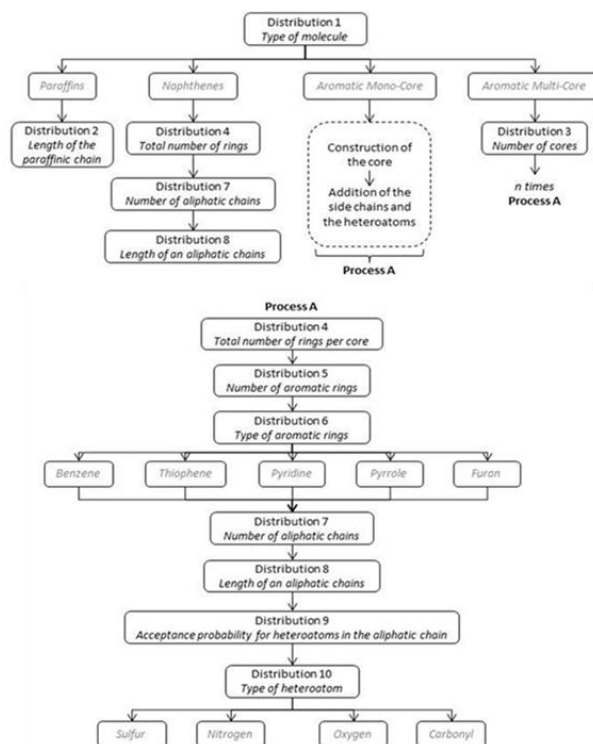 Distribution 1
Type of molecule
Paraffins
Naphthenes
Aromatic Mono-Core
Aromatic Multi-Core
Distribution 2
Length of the
paraffinic chain
Distribution 4
Total number of rings
Distribution 7
Number of aliphatic chains
Distribution 8
Length of an aliphatic chains
Construction of
the core
Addition of the
side chains and
the heteroatoms
Process A
Distribution 3
Number of cores
n times
Process A
Process A
Distribution 4
Total number of rings per core
Distribution 5
Number of aromatic rings
Distribution 6
Type of aromatic rings
Benzene
Thiophene
Pyridine
Pyrrole
Furan
Distribution 7
Number of aliphatic chains
Distribution 8
Length of an aliphatic chains
Distribution 9
Acceptance probability for heteroatoms in the aliphatic chain
Distribution 10
Type of heteroatom
Sulfur
Nitrogen
Oxygen
Carbonyl